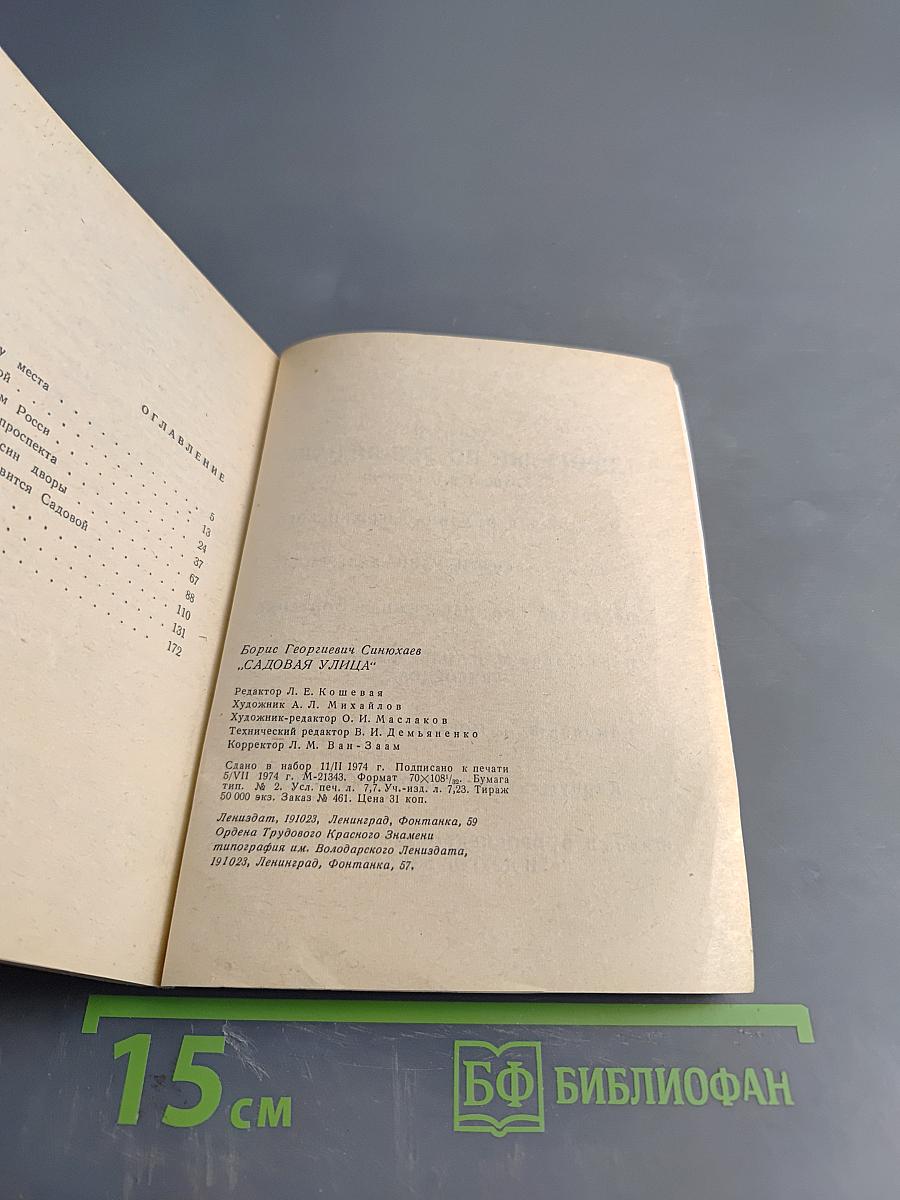 ОГЛАВЛЕНИЕ
места . . . . . 5
. . . . . 13
Росси . . . . . 24
проспекта . . . . . 37
дворы . . . . . 67
Садовой . . . . . 88
. . . . . 110
. . . . . 131
. . . . . 172
Борис Георгиевич Синюхаев
„САДОВАЯ УЛИЦА“
Редактор Л. Е. Кошевая
Художник А. Л. Михайлов
Художник-редактор О. И. Маслаков
Технический редактор В. И. Демьяненко
Корректор Л. М. Ван-Заам
Сдано в набор 11/II 1974 г. Подписано к печати
5/VII 1974 г. М-21343. Формат 70×108¹/₃₂. Бумага
тип. № 2. Усл. печ. л. 7,7. Уч.-изд. л. 7,23. Тираж
50 000 экз. Заказ № 461. Цена 31 коп.
Лениздат, 191023, Ленинград, Фонтанка, 59
Ордена Трудового Красного Знамени
типография им. Володарского Лениздата,
191023, Ленинград, Фонтанка, 57.
15 см
БФ БИБЛИОФАН